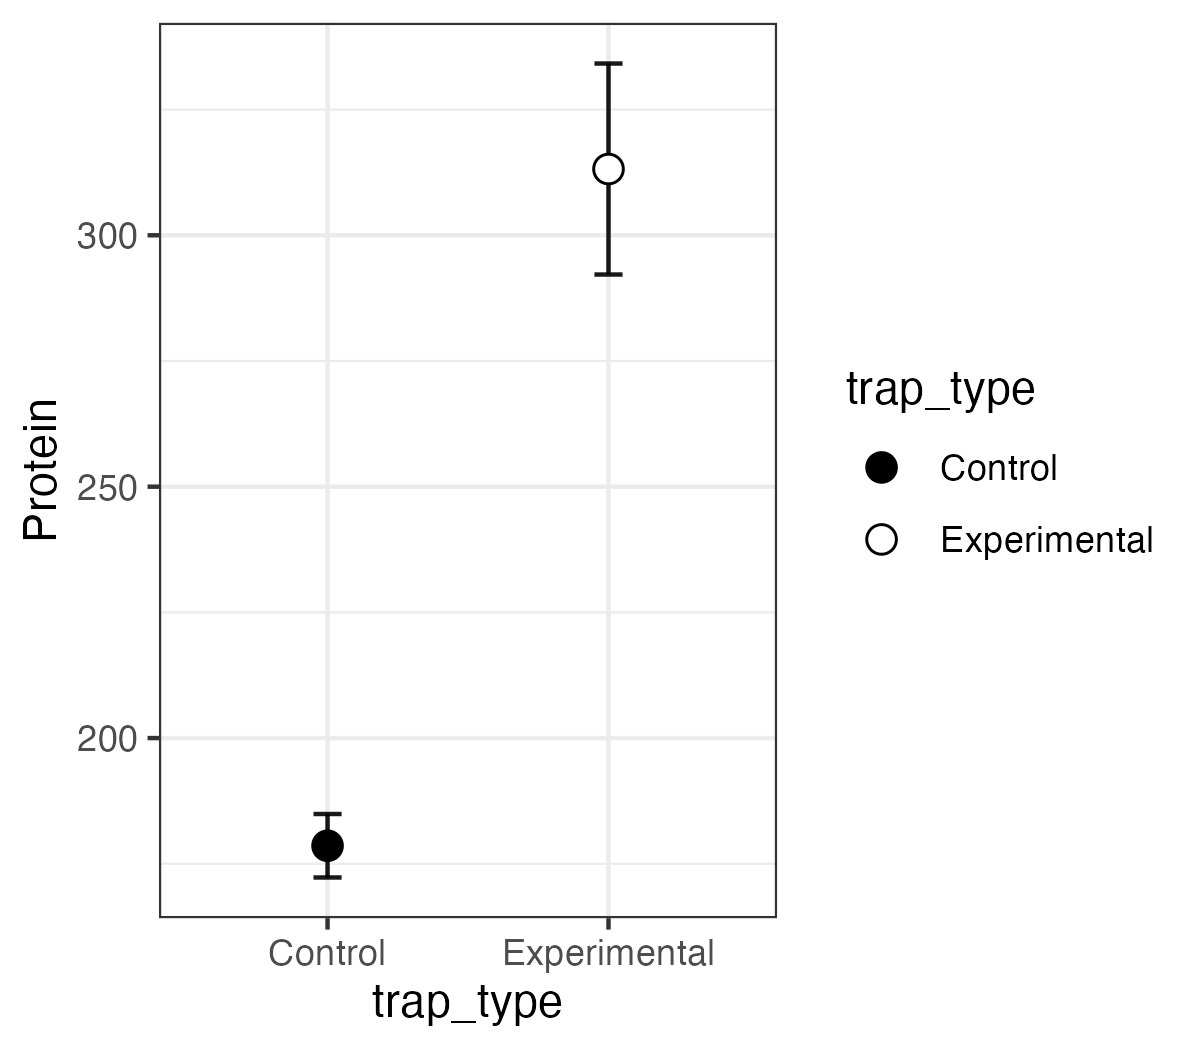 Protein
300
250
200
Control Experimental
trap_type
trap_type
Control
Experimental